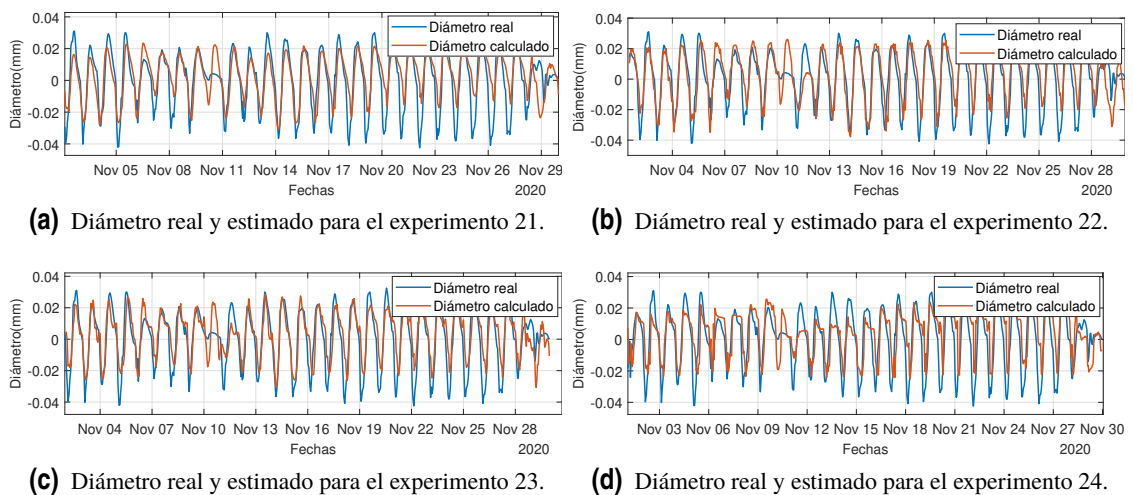 0.04
0.02
0
-0.02
-0.04
Diámetro(mm)
Diámetro real
Diámetro calculado
Nov 05 Nov 08 Nov 11 Nov 14 Nov 17 Nov 20 Nov 23 Nov 26 Nov 29
Fechas 2020
(a) Diámetro real y estimado para el experimento 21.
0.04
0.02
0
-0.02
-0.04
Diámetro(mm)
Diámetro real
Diámetro calculado
Nov 04 Nov 07 Nov 10 Nov 13 Nov 16 Nov 19 Nov 22 Nov 25 Nov 28
Fechas 2020
(b) Diámetro real y estimado para el experimento 22.
0.04
0.02
0
-0.02
-0.04
Diámetro(mm)
Diámetro real
Diámetro calculado
Nov 04 Nov 07 Nov 10 Nov 13 Nov 16 Nov 19 Nov 22 Nov 25 Nov 28
Fechas 2020
(c) Diámetro real y estimado para el experimento 23.
0.04
0.02
0
-0.02
-0.04
Diámetro(mm)
Diámetro real
Diámetro calculado
Nov 03 Nov 06 Nov 09 Nov 12 Nov 15 Nov 18 Nov 21 Nov 24 Nov 27 Nov 30
Fechas 2020
(d) Diámetro real y estimado para el experimento 24.